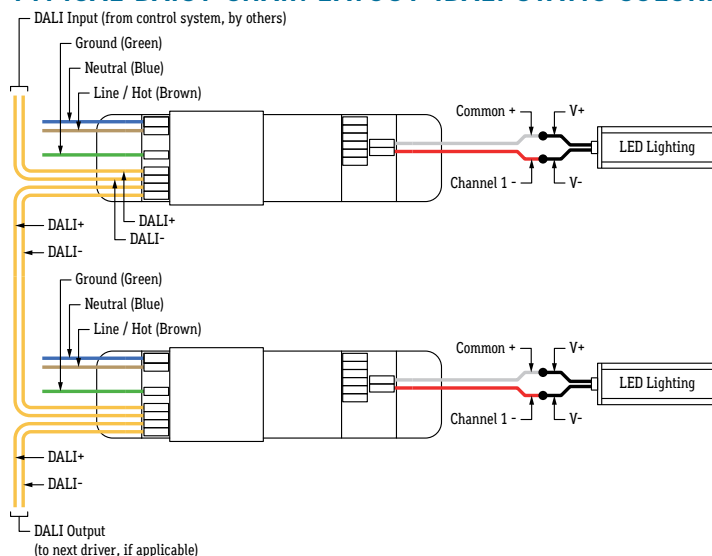 DALI Input (from control system, by others)
Ground (Green)
Neutral (Blue)
Line / Hot (Brown)
Common +
V+
LED Lighting
Channel 1 -
V-
DALI+
DALI-
DALI+
DALI-
Ground (Green)
Neutral (Blue)
Line / Hot (Brown)
Common +
V+
LED Lighting
Channel 1 -
V-
DALI+
DALI-
DALI Output
(to next driver, if applicable)